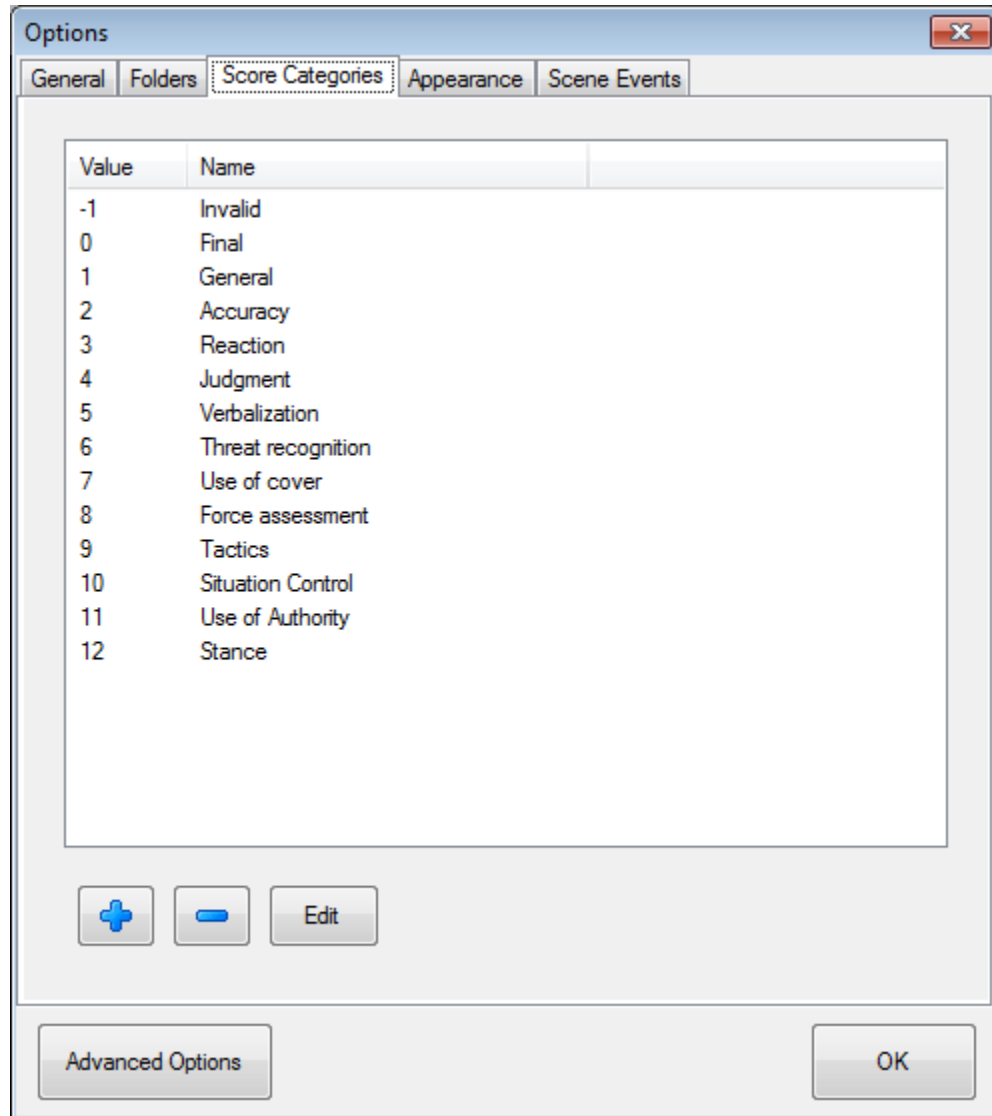 Options
General Folders Score Categories Appearance Scene Events
Value Name
-1 Invalid
0 Final
1 General
2 Accuracy
3 Reaction
4 Judgment
5 Verbalization
6 Threat recognition
7 Use of cover
8 Force assessment
9 Tactics
10 Situation Control
11 Use of Authority
12 Stance
Edit
Advanced Options OK